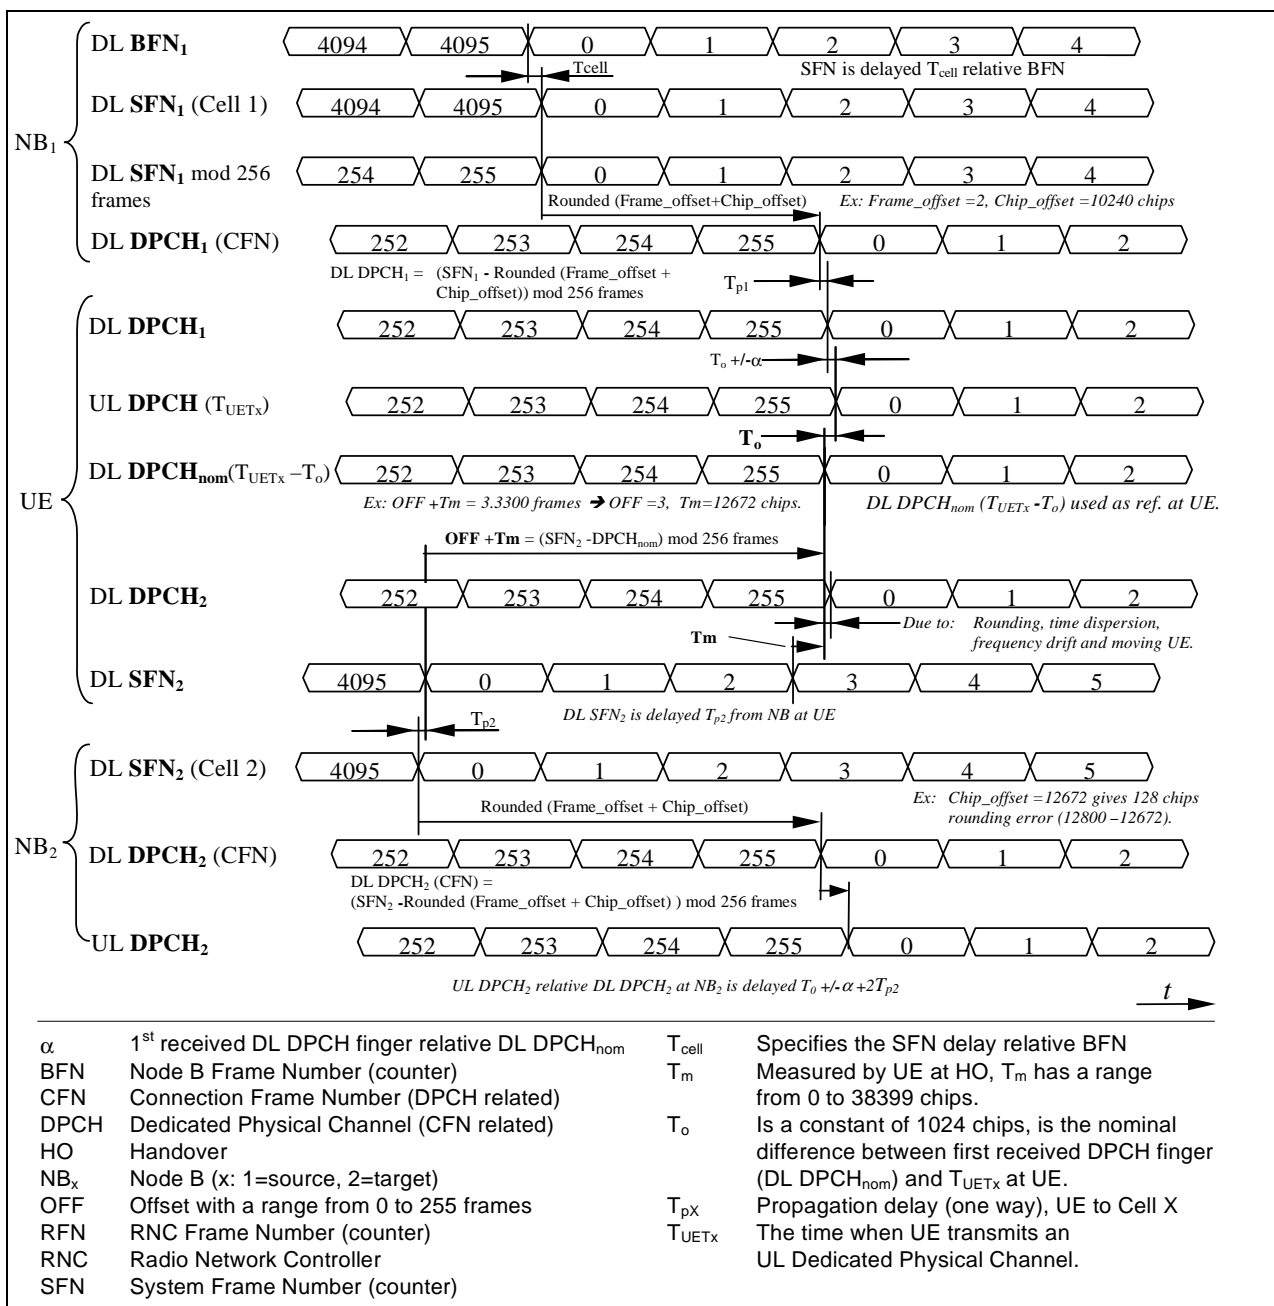 DL BFN1 4094 4095 0 1 2 3 4
Tcell SFN is delayed Tcell relative BFN
DL SFN1 (Cell 1) 4094 4095 0 1 2 3 4
NB1
DL SFN1 mod 256 frames 254 255 0 1 2 3 4
Rounded (Frame_offset+Chip_offset) Ex: Frame_offset =2, Chip_offset =10240 chips
DL DPCH1 (CFN) 252 253 254 255 0 1 2
DL DPCH1 = (SFN1 - Rounded (Frame_offset +
Chip_offset)) mod 256 frames
Tp1
DL DPCH1 252 253 254 255 0 1 2
To +/-α
UL DPCH (TUETx) 252 253 254 255 0 1 2
To
DL DPCHnom(TUETx –To) 252 253 254 255 0 1 2
UE
Ex: OFF +Tm = 3.3300 frames ➔ OFF =3, Tm=12672 chips. DL DPCHnom (TUETx -To) used as ref. at UE.
OFF +Tm = (SFN2 -DPCHnom) mod 256 frames
DL DPCH2 252 253 254 255 0 1 2
Due to: Rounding, time dispersion,
frequency drift and moving UE.
Tm
DL SFN2 4095 0 1 2 3 4 5
DL SFN2 is delayed Tp2 from NB at UE
Tp2
DL SFN2 (Cell 2) 4095 0 1 2 3 4 5
Rounded (Frame_offset + Chip_offset) Ex: Chip_offset =12672 gives 128 chips
rounding error (12800 –12672).
NB2
DL DPCH2 (CFN) 252 253 254 255 0 1 2
DL DPCH2 (CFN) =
(SFN2 -Rounded (Frame_offset + Chip_offset) ) mod 256 frames
UL DPCH2 252 253 254 255 0 1 2
UL DPCH2 relative DL DPCH2 at NB2 is delayed T0 +/-α +2Tp2
t
α 1st received DL DPCH finger relative DL DPCHnom
BFN Node B Frame Number (counter)
CFN Connection Frame Number (DPCH related)
DPCH Dedicated Physical Channel (CFN related)
HO Handover
NBx Node B (x: 1=source, 2=target)
OFF Offset with a range from 0 to 255 frames
RFN RNC Frame Number (counter)
RNC Radio Network Controller
SFN System Frame Number (counter)
Tcell Specifies the SFN delay relative BFN
Tm Measured by UE at HO, Tm has a range
from 0 to 38399 chips.
To Is a constant of 1024 chips, is the nominal
difference between first received DPCH finger
(DL DPCHnom) and TUETx at UE.
TpX Propagation delay (one way), UE to Cell X
TUETx The time when UE transmits an
UL Dedicated Physical Channel.